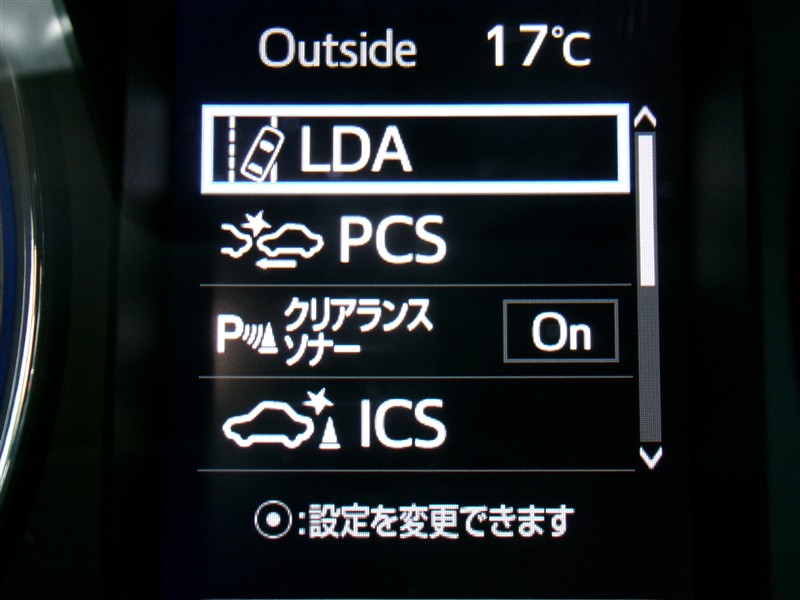 Outside 17℃
LDA
PCS
P クリアランス
ソナー On
ICS
⦿:設定を変更できます